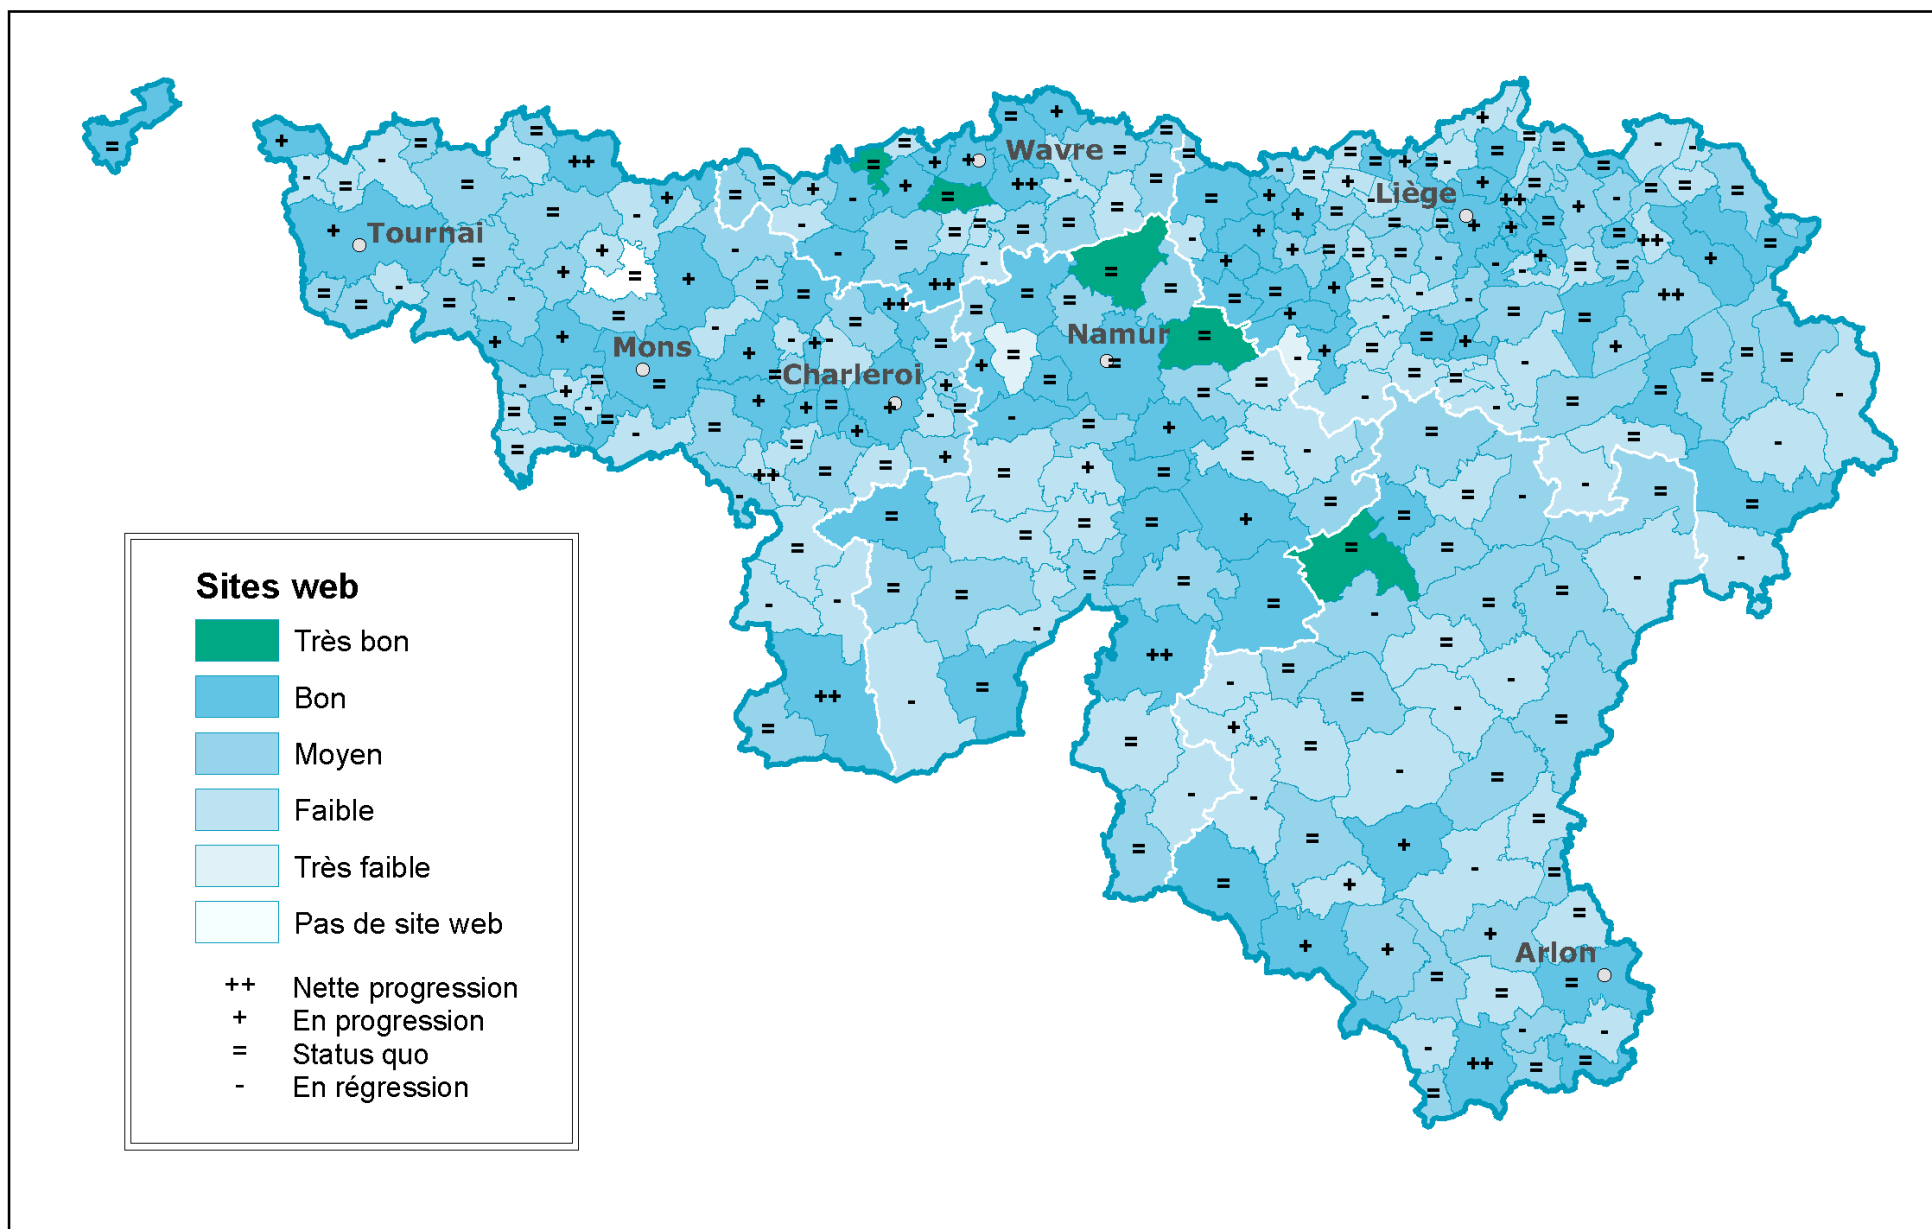 Wavre
Liège
Tournai
Namur
Mons
Charleroi
Arlon
Sites web
Très bon
Bon
Moyen
Faible
Très faible
Pas de site web
++ Nette progression
+ En progression
= Status quo
- En régression